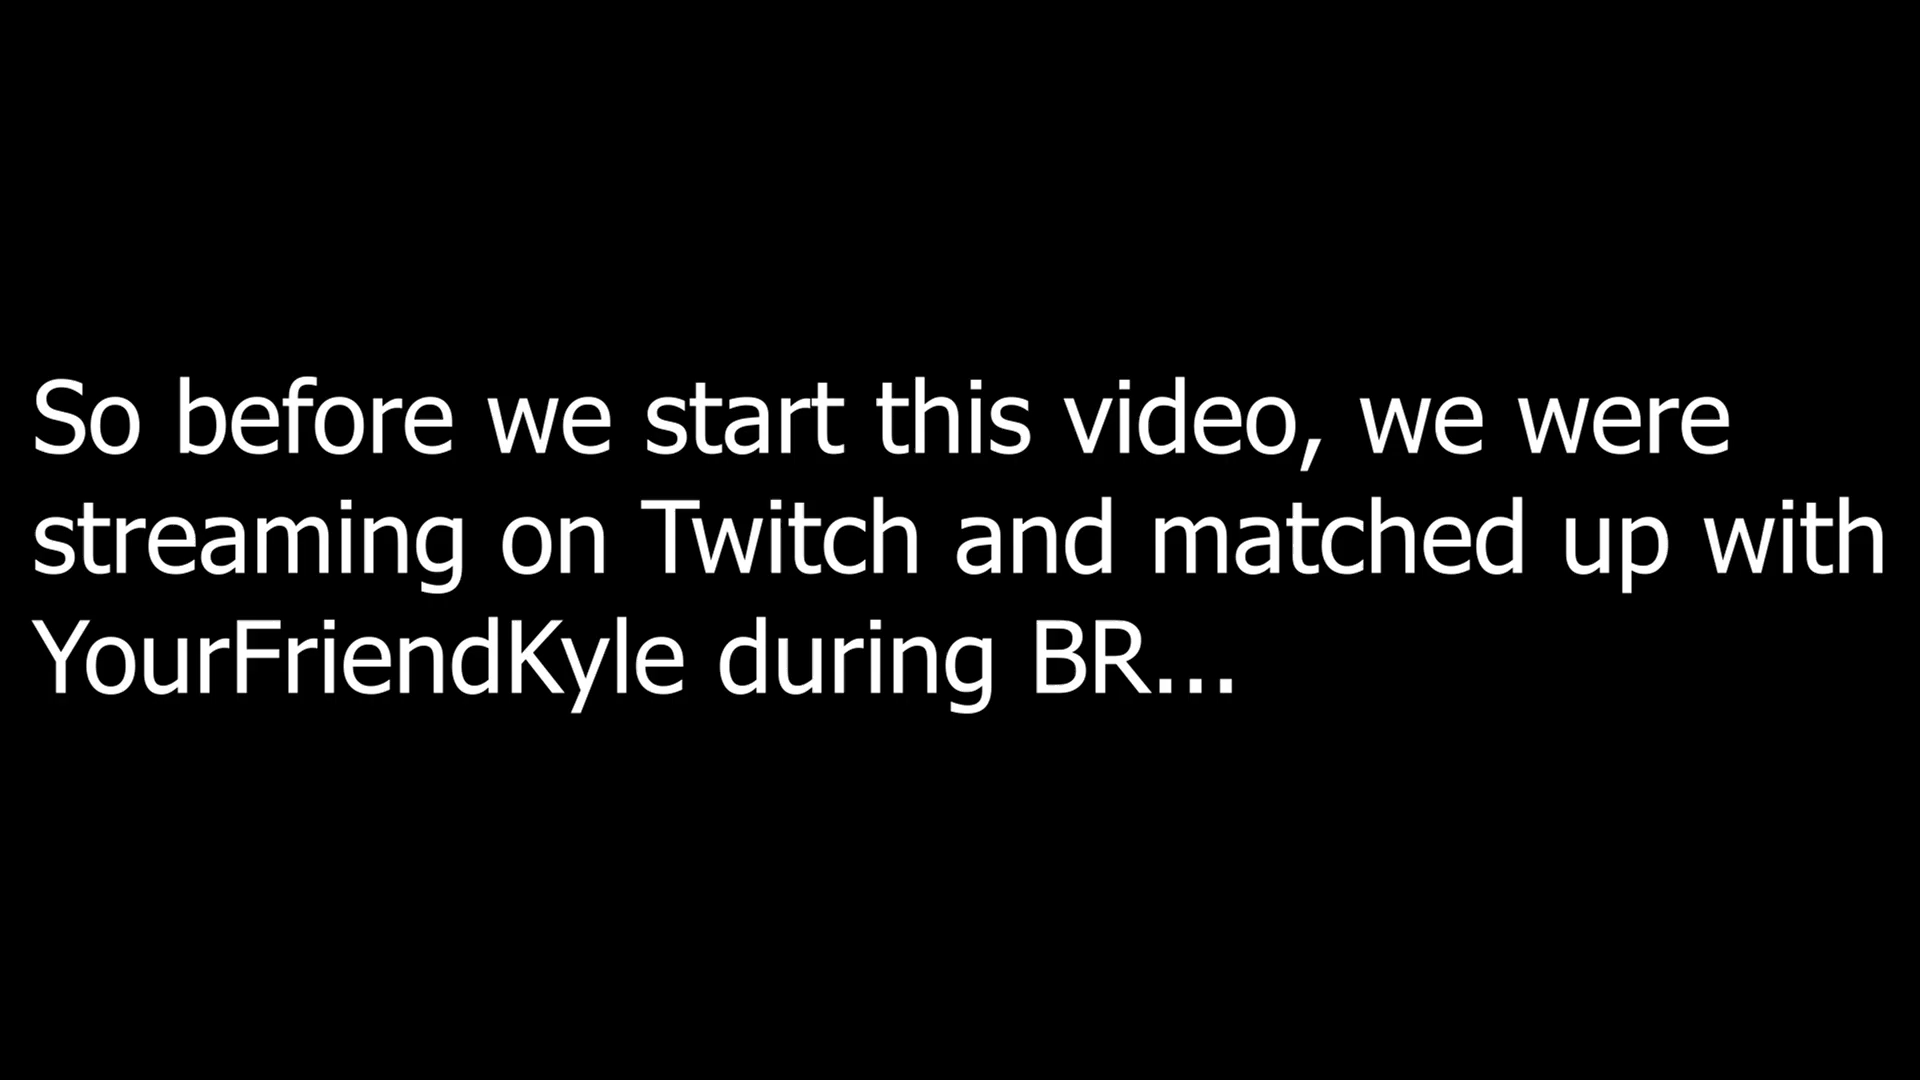 So before we start this video, we were
streaming on Twitch and matched up with
YourFriendKyle during BR...